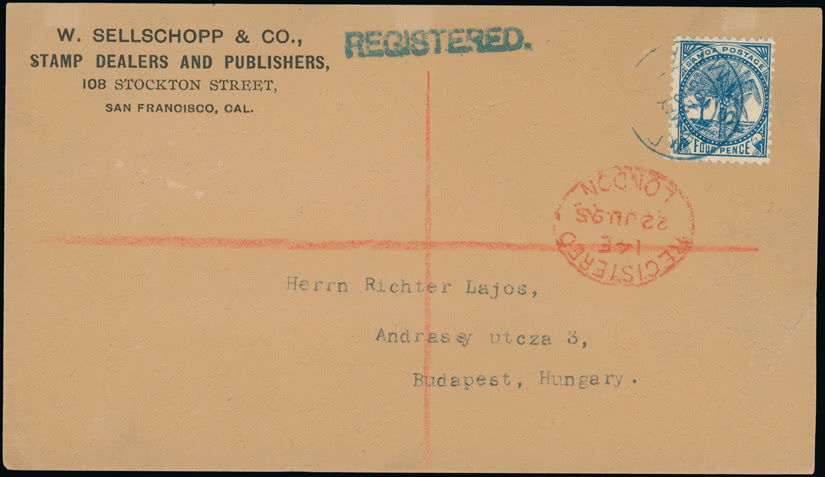 W. SELLSCHOPP & CO.,
STAMP DEALERS AND PUBLISHERS,
108 STOCKTON STREET,
SAN FRANCISCO, CAL.
REGISTERED.
SAMOA POSTAGE
FOUR PENCE
REGISTERED
14 E
22 JU 95
LONDON
Herrn Richter Lajos,
Andrassy utcza 3,
Budapest, Hungary.